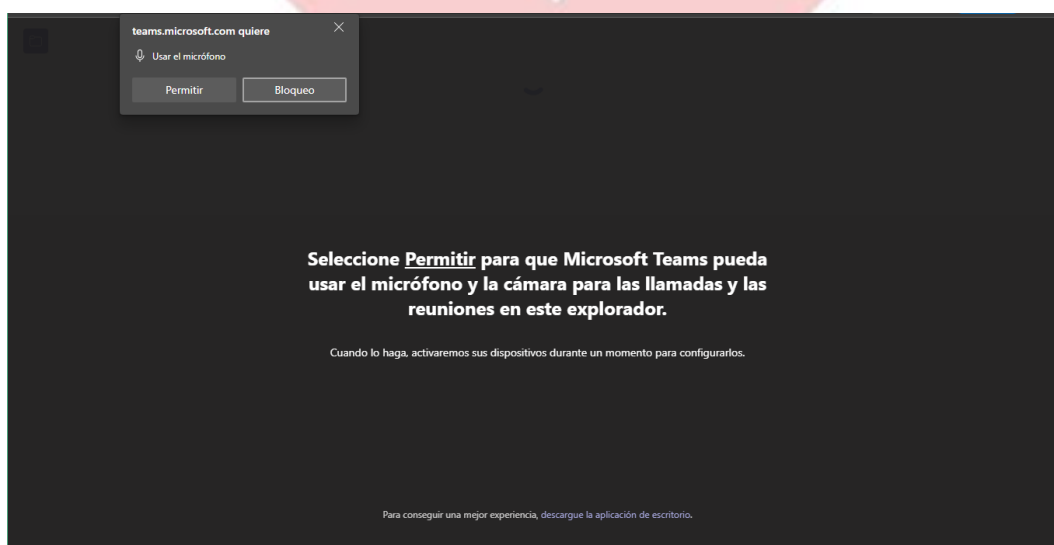 teams.microsoft.com quiere
Usar el micrófono
Permitir
Bloqueo
Seleccione Permitir para que Microsoft Teams pueda
usar el micrófono y la cámara para las llamadas y las
reuniones en este explorador.
Cuando lo haga, activaremos sus dispositivos durante un momento para configurarlos.
Para conseguir una mejor experiencia, descargue la aplicación de escritorio.